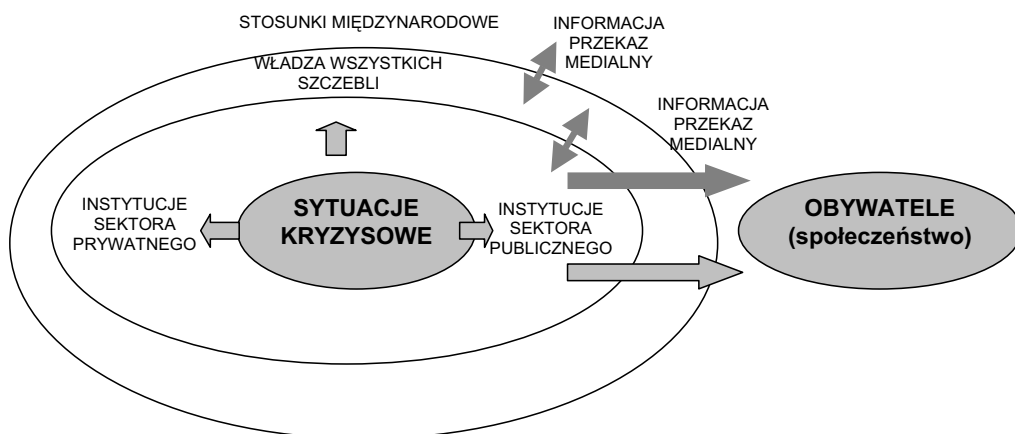 STOSUNKI MIĘDZYNARODOWE
INFORMACJA
PRZEKAZ
MEDIALNY
WŁADZA WSZYSTKICH
SZCZEBLI
INFORMACJA
PRZEKAZ
MEDIALNY
INSTYTUCJE
SEKTORA
PRYWATNEGO
SYTUACJE
KRYZYSOWE
INSTYTUCJE
SEKTORA
PUBLICZNEGO
OBYWATELE
(społeczeństwo)